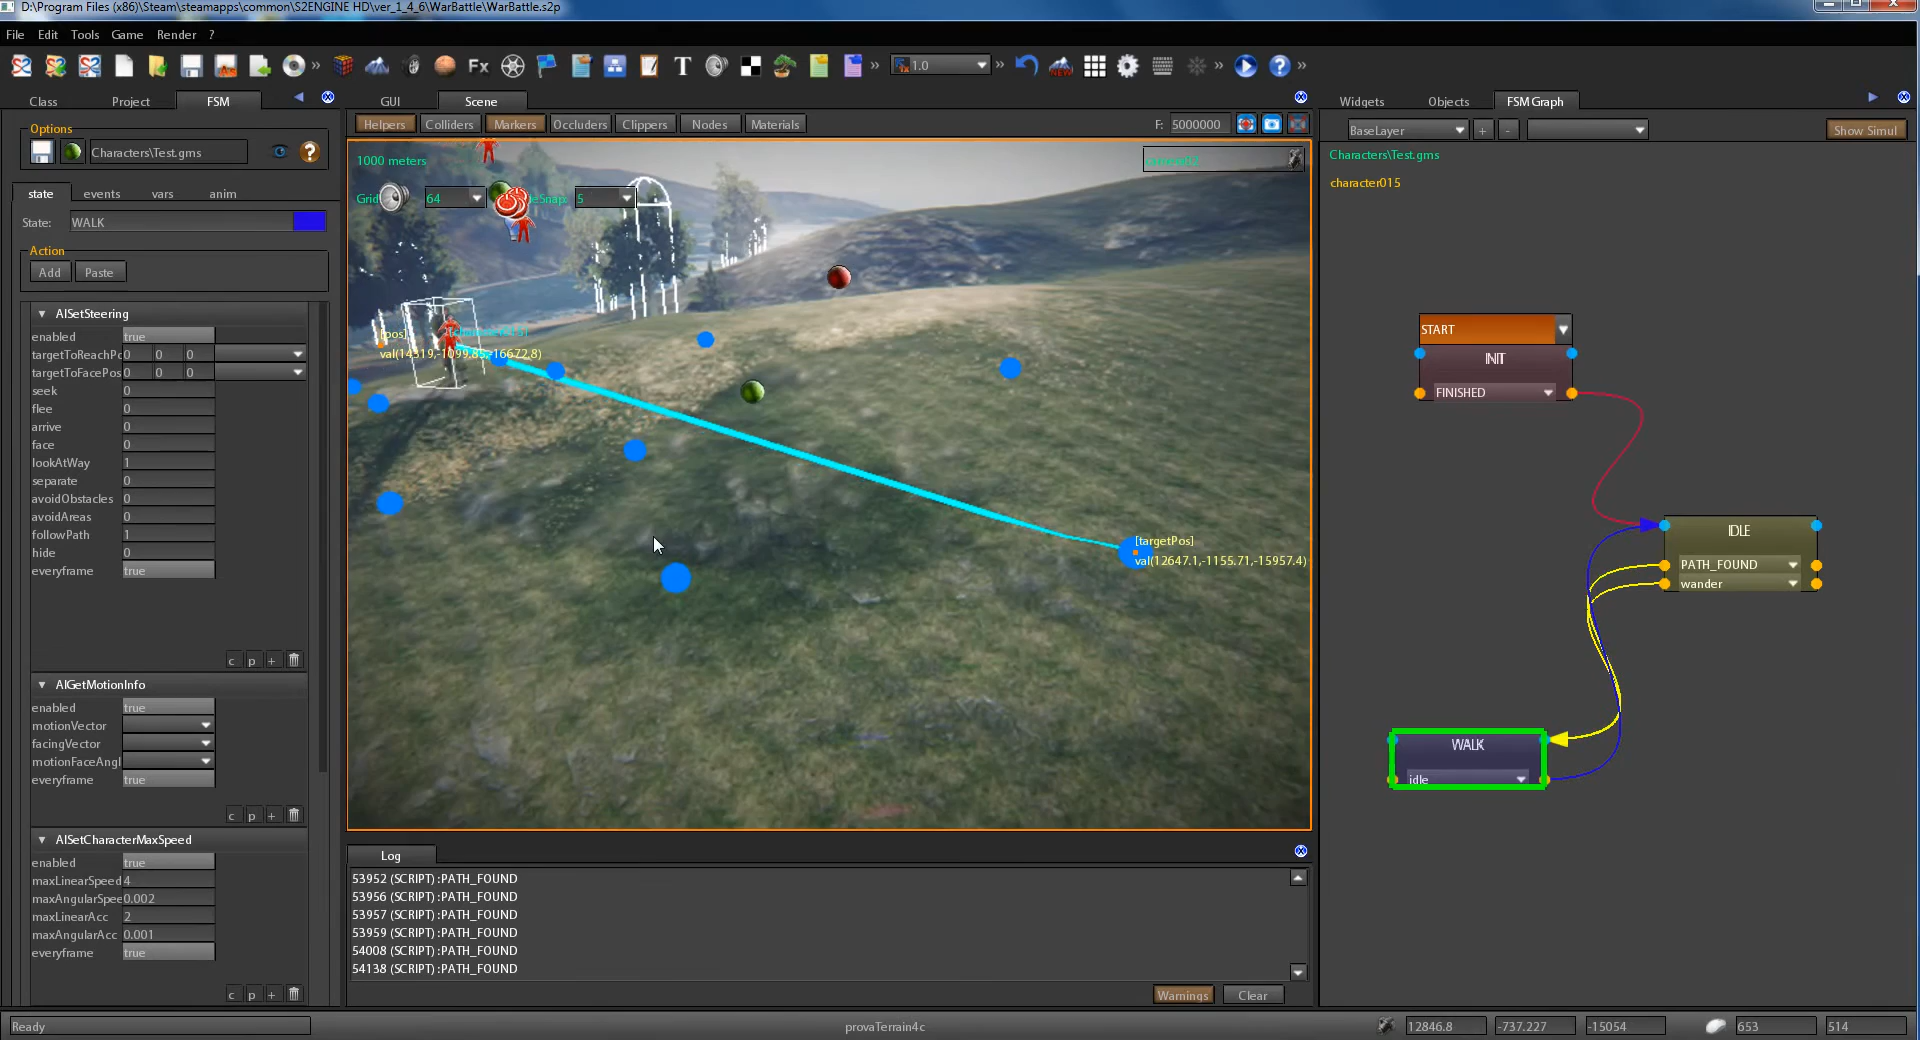 D:\Program Files (x86)\Steam\steamapps\common\S2ENGINE HD\ver_1_4_6\WarBattle\WarBattle.s2p
File Edit Tools Game Render ?
Fx T Fx 1.0 NEW ?
Class Project FSM
GUI Scene
Widgets Objects FSM Graph
Options
Characters\Test.gms ?
Helpers Colliders Markers Occluders Clippers Nodes Materials F: 5000000
BaseLayer + - Show Simul
state events vars anim
State: WALK
Action
Add Paste
AISetSteering
enabled true
targetToReachPo 0 0 0
targetToFacePos 0 0 0
seek 0
flee 0
arrive 0
face 0
lookAtWay 1
separate 0
avoidObstacles 0
avoidAreas 0
followPath 1
hide 0
everyframe true
c p +
AIGetMotionInfo
enabled true
motionVector
facingVector
motionFaceAngl
everyframe true
c p +
AISetCharacterMaxSpeed
enabled true
maxLinearSpeed 4
maxAngularSpee 0.002
maxLinearAcc 2
maxAngularAcc 0.001
everyframe true
c p +
1000 meters
Grid 64 eSnap: 5
[pos] [character015]
val(14319,-1099.85,-16672.8)
[targetPos]
val(12647.1,-1155.71,-15957.4)
Log
53952 (SCRIPT) :PATH_FOUND
53956 (SCRIPT) :PATH_FOUND
53957 (SCRIPT) :PATH_FOUND
53959 (SCRIPT) :PATH_FOUND
54008 (SCRIPT) :PATH_FOUND
54138 (SCRIPT) :PATH_FOUND
Warnings Clear
Characters\Test.gms
character015
START
INIT
FINISHED
IDLE
PATH_FOUND
wander
WALK
idle
Ready provaTerrain4c 12846.8 -737.227 -15054 653 514